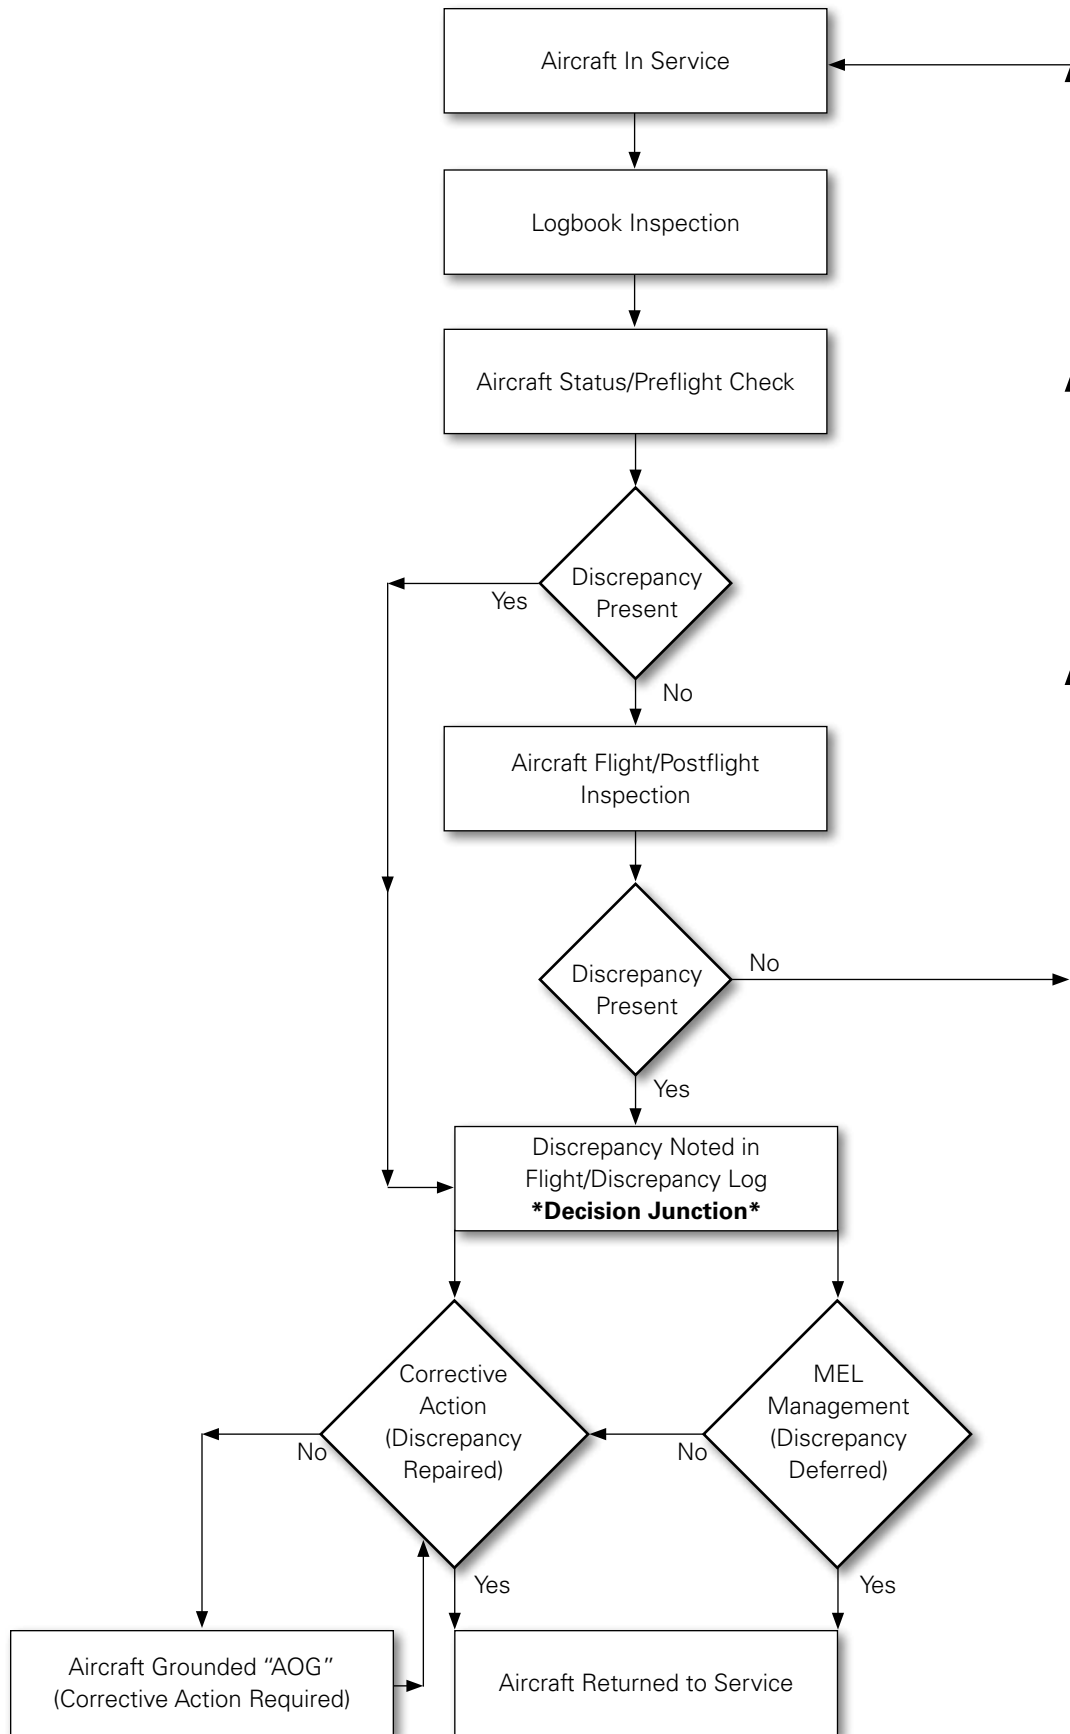 Aircraft In Service
Logbook Inspection
Aircraft Status/Preflight Check
Discrepancy
Present
Yes
No
Aircraft Flight/Postflight
Inspection
Discrepancy
Present
No
Yes
Discrepancy Noted in
Flight/Discrepancy Log
*Decision Junction*
Corrective
Action
(Discrepancy
Repaired)
MEL
Management
(Discrepancy
Deferred)
No
No
Yes
Yes
Aircraft Grounded “AOG”
(Corrective Action Required)
Aircraft Returned to Service